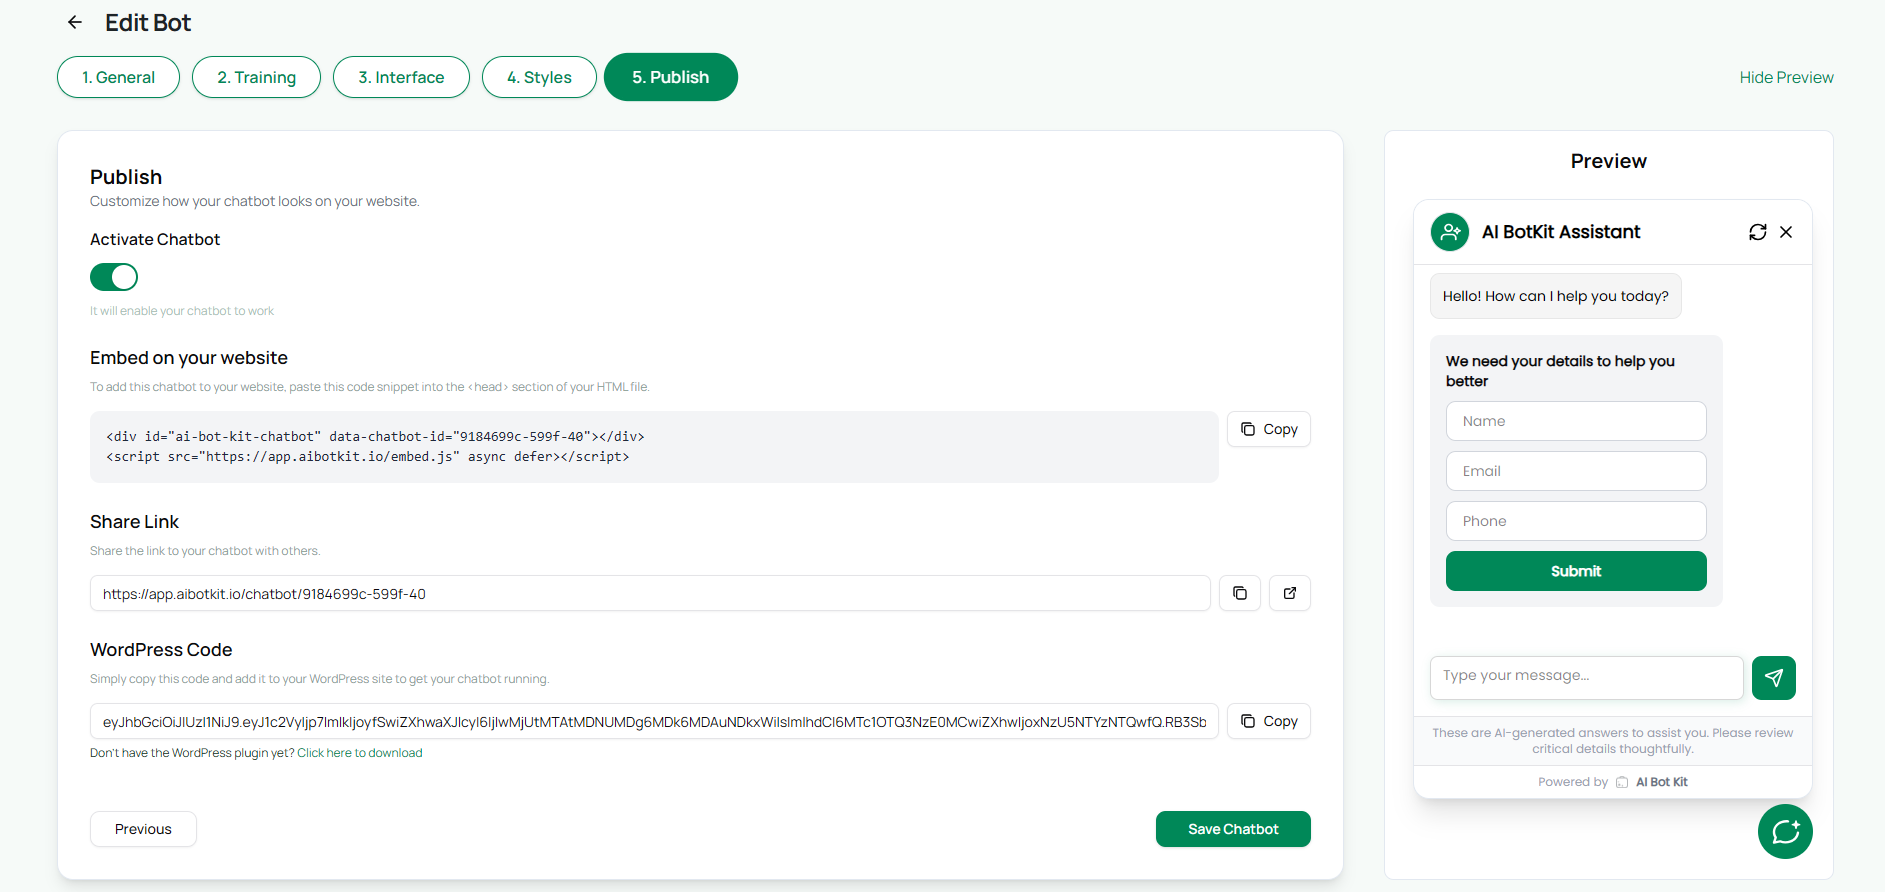 Edit Bot
1. General
2. Training
3. Interface
4. Styles
5. Publish
Hide Preview
Publish
Customize how your chatbot looks on your website.
Activate Chatbot
It will enable your chatbot to work
Embed on your website
To add this chatbot to your website, paste this code snippet into the <head> section of your HTML file.
<div id="ai-bot-kit-chatbot" data-chatbot-id="9184699c-599f-40"></div>
<script src="https://app.aibotkit.io/embed.js" async defer></script>
Copy
Share Link
Share the link to your chatbot with others.
https://app.aibotkit.io/chatbot/9184699c-599f-40
WordPress Code
Simply copy this code and add it to your WordPress site to get your chatbot running.
Copy
Don't have the WordPress plugin yet? Click here to download
Previous
Save Chatbot
Preview
AI BotKit Assistant
Hello! How can I help you today?
We need your details to help you
better
Name
Email
Phone
Submit
Type your message...
These are AI-generated answers to assist you. Please review
critical details thoughtfully.
Powered by AI Bot Kit